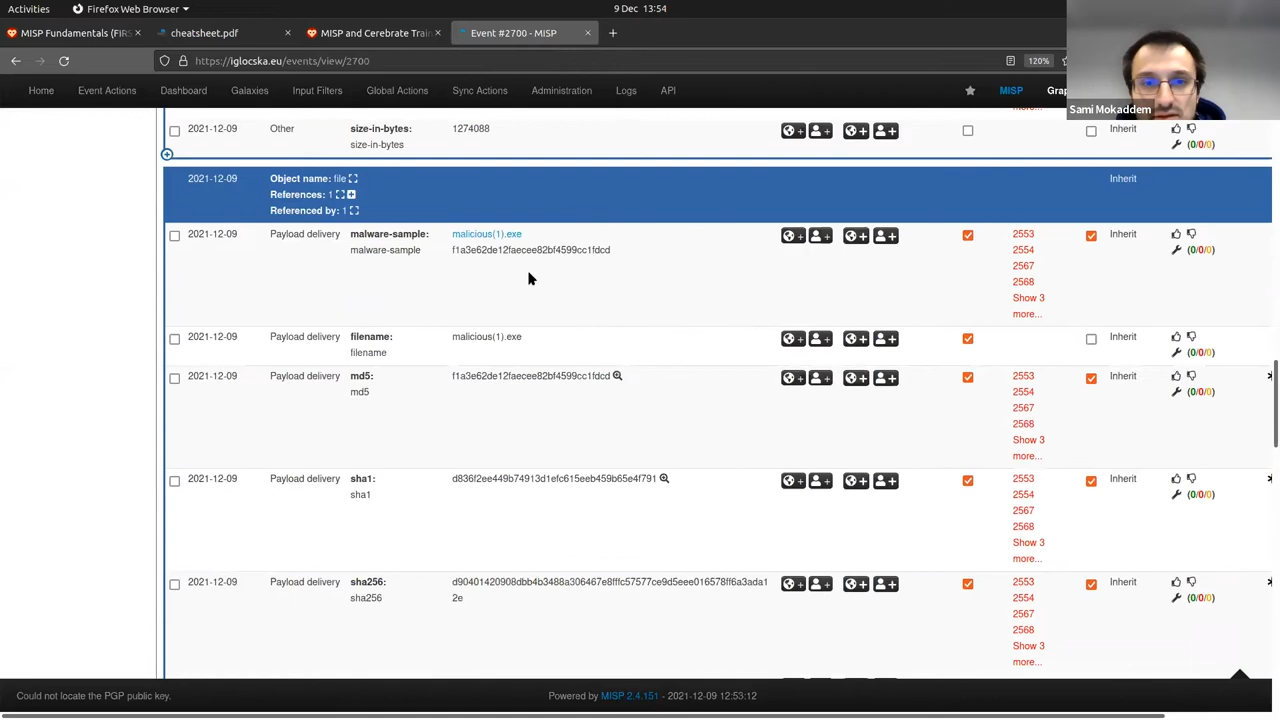 Activities
Firefox Web Browser
9 Dec 13:54
MISP Fundamentals (FIRS
cheatsheet.pdf
MISP and Cerebrate Train
Event #2700 - MISP
https://iglocska.eu/events/view/2700
120%
Home
Event Actions
Dashboard
Galaxies
Input Filters
Global Actions
Sync Actions
Administration
Logs
API
MISP
Sami Mokaddem
more...
2021-12-09
Other
size-in-bytes:
size-in-bytes
1274088
Inherit
(0/0/0)
2021-12-09
Object name: file
References: 1
Referenced by: 1
Inherit
2021-12-09
Payload delivery
malware-sample:
malware-sample
malicious(1).exe
f1a3e62de12faecee82bf4599cc1fdcd
2553
2554
2567
2568
Show 3
more...
Inherit
(0/0/0)
2021-12-09
Payload delivery
filename:
filename
malicious(1).exe
Inherit
(0/0/0)
2021-12-09
Payload delivery
md5:
md5
f1a3e62de12faecee82bf4599cc1fdcd
2553
2554
2567
2568
Show 3
more...
Inherit
(0/0/0)
2021-12-09
Payload delivery
sha1:
sha1
d836f2ee449b74913d1efc615eeb459b65e4f791
2553
2554
2567
2568
Show 3
more...
Inherit
(0/0/0)
2021-12-09
Payload delivery
sha256:
sha256
d90401420908dbb4b3488a306467e8fffc57577ce9d5eee016578ff6a3ada1
2e
2553
2554
2567
2568
Show 3
more...
Inherit
(0/0/0)
Could not locate the PGP public key.
Powered by MISP 2.4.151 - 2021-12-09 12:53:12